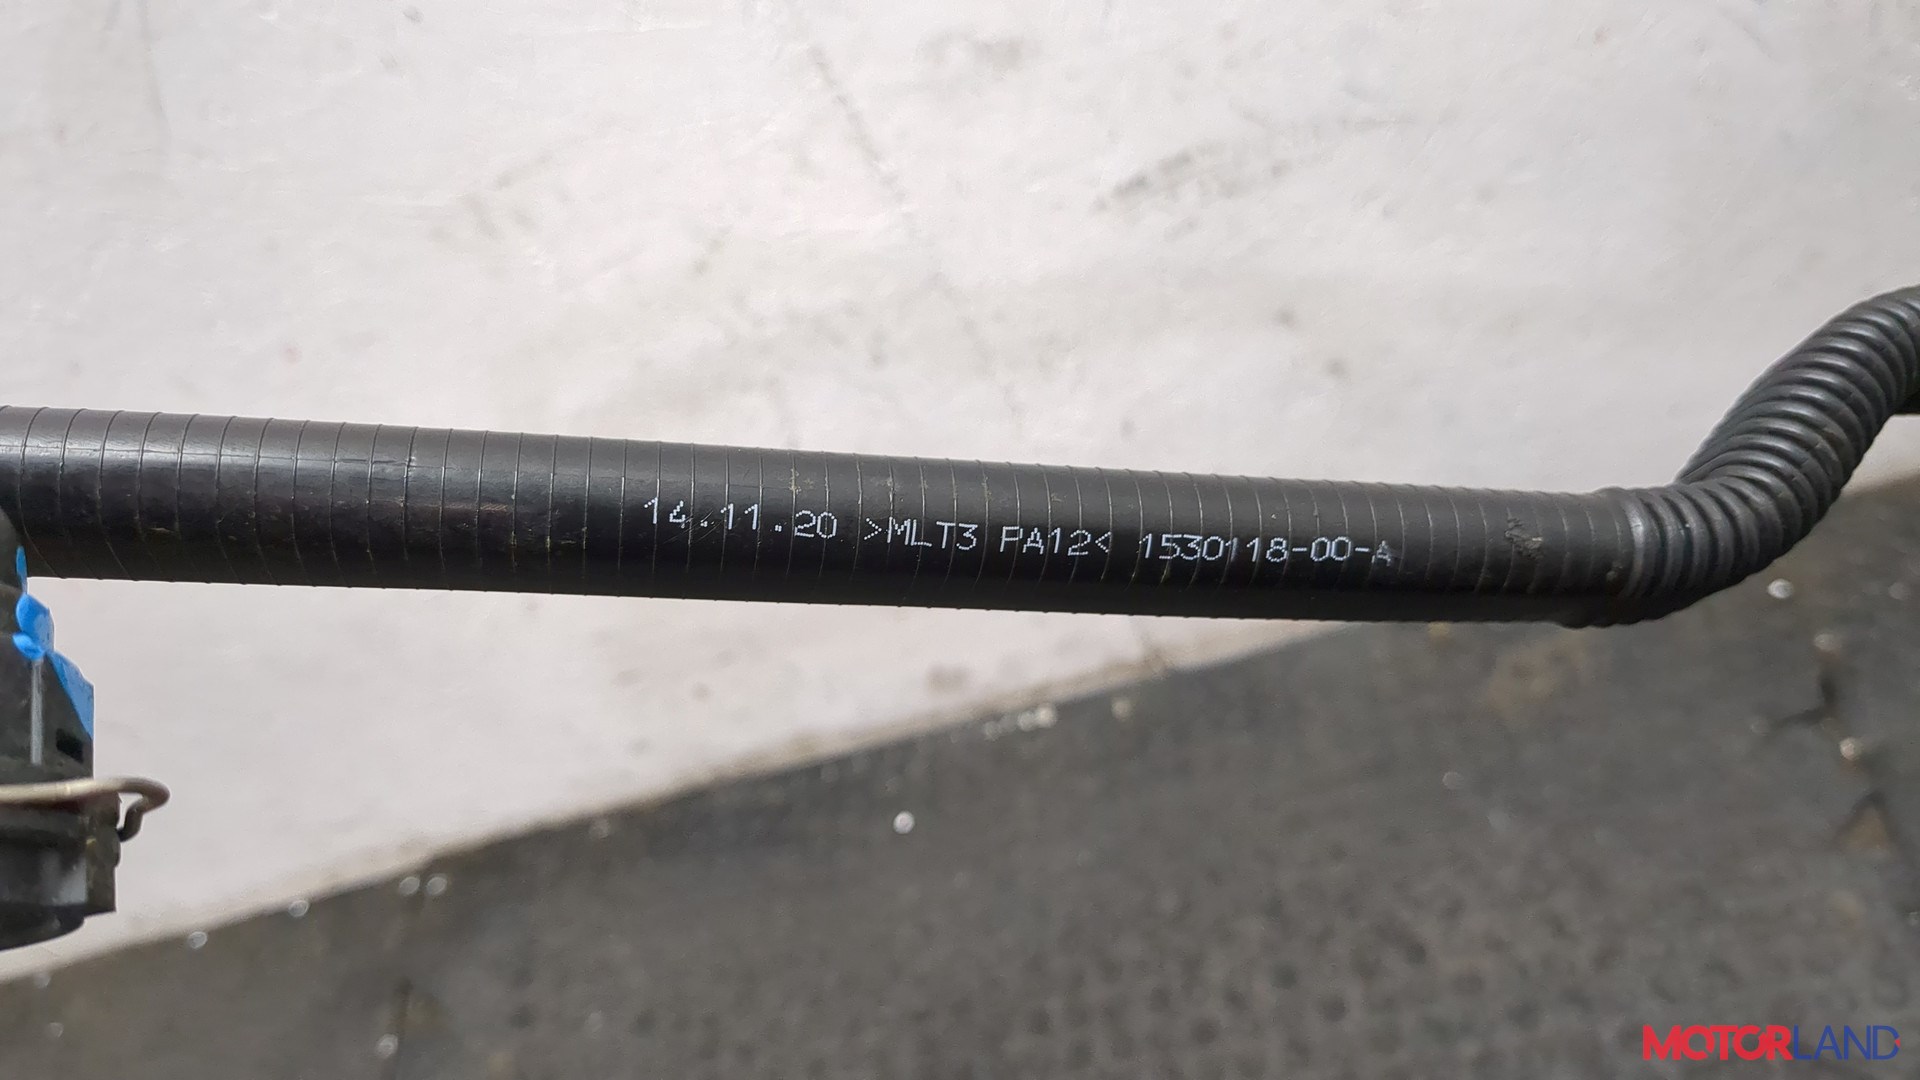 14.11.20 >MLT3 PA12< 1530118-00-A
MOTORLAND